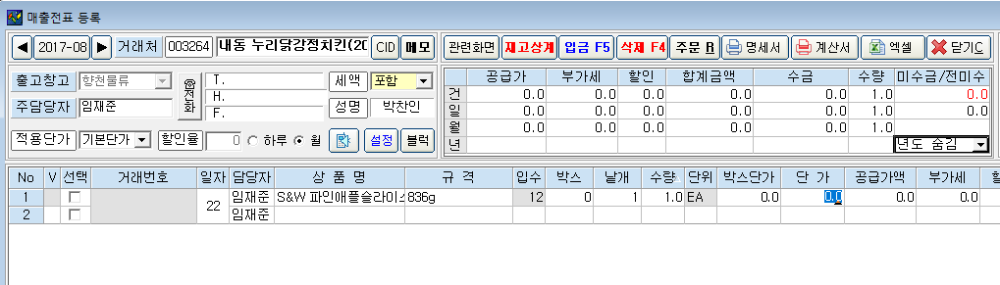 매출전표 등록
2017-08 거래처 003264 내동 누리닭강정치킨(20 CID 메모 관련화면 재고상계 입금 F5 삭제 F4 주문 R 명세서 계산서 엑셀 닫기C
출고창고 향천물류 ☎전화 T. 세액 포함
H.
주담당자 임재준 F. 성명 박찬인
적용단가 기본단가 할인율 0 하루 월 설정 블럭
공급가 부가세 할인 합계금액 수금 수량 미수금/전미수
건 0.0 0.0 0.0 0.0 0.0 1.0 0.0
일 0.0 0.0 0.0 0.0 0.0 1.0 0.0
월 0.0 0.0 0.0 0.0 0.0 1.0
년 년도 숨김
No V 선택 거래번호 일자 담당자 상 품 명 규 격 입수 박스 낱개 수량 단위 박스단가 단 가 공급가액 부가세
1 22 임재준 S&W 파인애플슬라이스 836g 12 0 1 1.0 EA 0.0 0.0 0.0 0.0
2 임재준